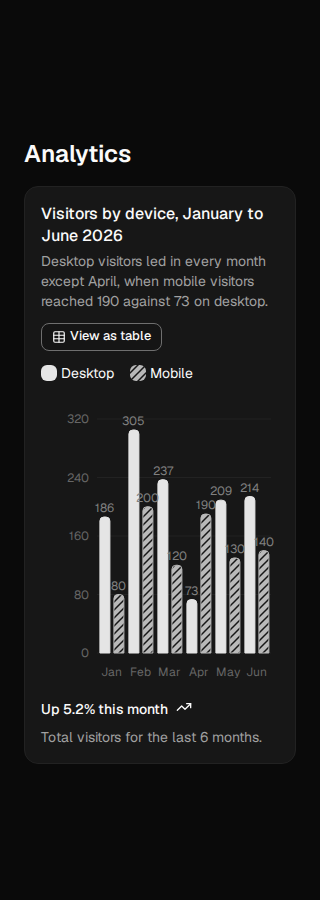 Analytics
Visitors by device, January to
June 2026
Desktop visitors led in every month
except April, when mobile visitors
reached 190 against 73 on desktop.
View as table
Desktop Mobile
320
240
160
80
0
186
80
305
200
237
120
73
190
209
130
214
140
Jan Feb Mar Apr May Jun
Up 5.2% this month
Total visitors for the last 6 months.